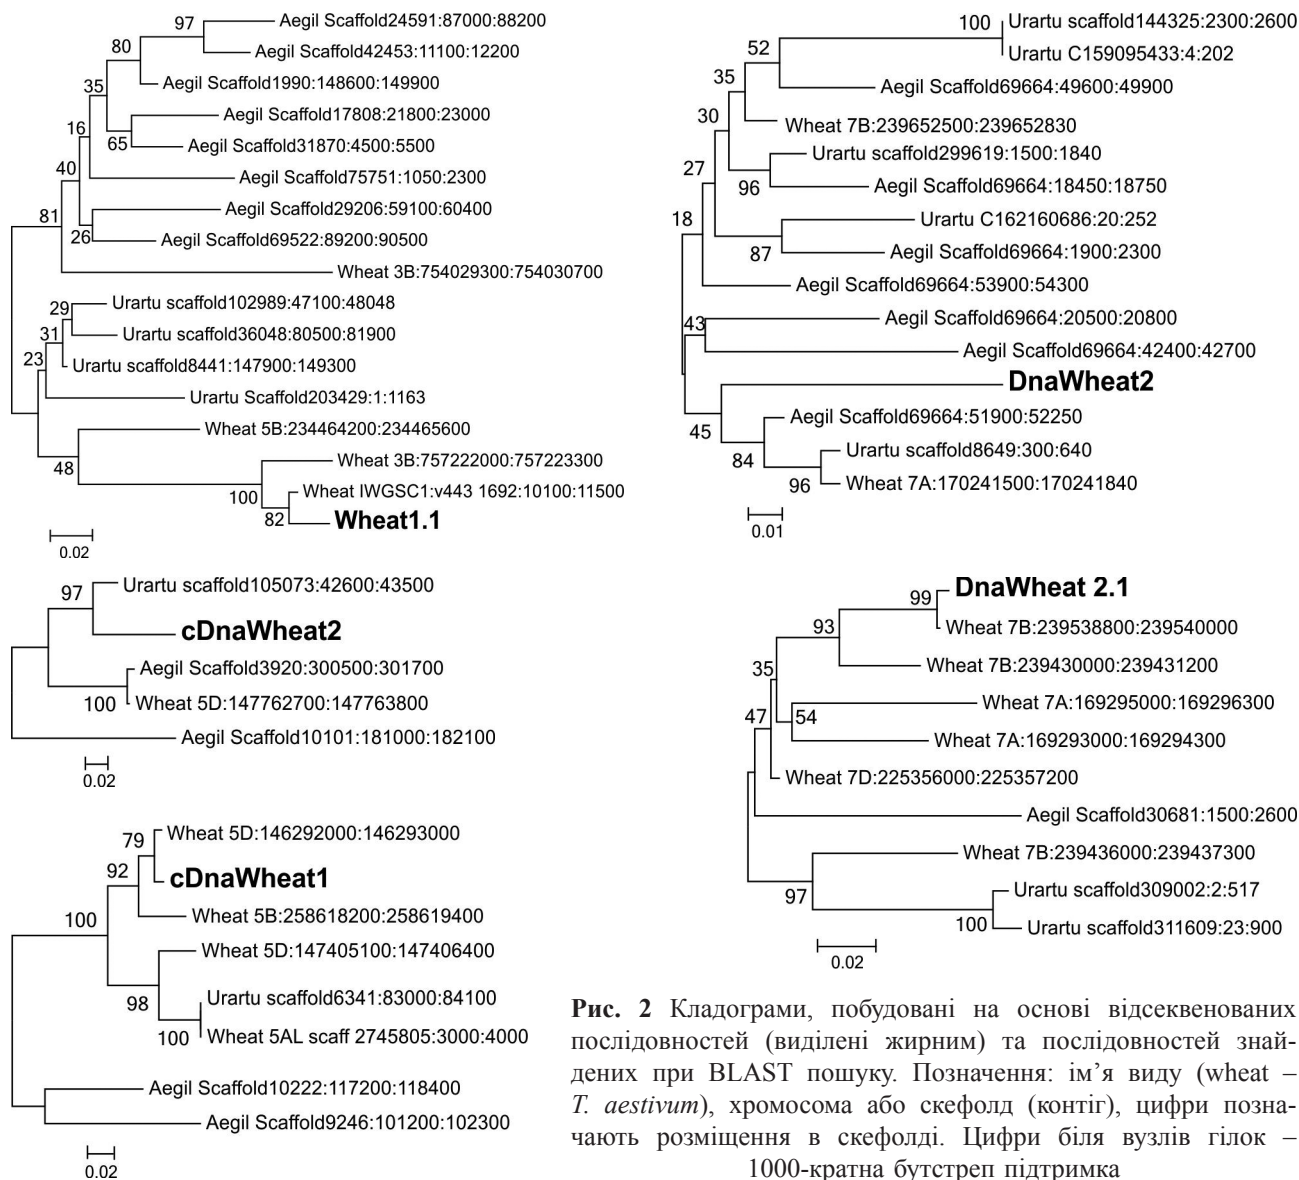 97
Aegil Scaffold24591:87000:88200
80
Aegil Scaffold42453:11100:12200
35
Aegil Scaffold1990:148600:149900
16
Aegil Scaffold17808:21800:23000
65
Aegil Scaffold31870:4500:5500
40
Aegil Scaffold75751:1050:2300
81
Aegil Scaffold29206:59100:60400
26
Aegil Scaffold69522:89200:90500
Wheat 3B:754029300:754030700
29
Urartu scaffold102989:47100:48048
31
Urartu scaffold36048:80500:81900
23
Urartu scaffold8441:147900:149300
Urartu Scaffold203429:1:1163
Wheat 5B:234464200:234465600
48
Wheat 3B:757222000:757223300
100
Wheat IWGSC1:v443 1692:10100:11500
82
Wheat1.1
0.02
100
Urartu scaffold144325:2300:2600
52
Urartu C159095433:4:202
35
Aegil Scaffold69664:49600:49900
30
Wheat 7B:239652500:239652830
Urartu scaffold299619:1500:1840
96
Aegil Scaffold69664:18450:18750
27
18
Urartu C162160686:20:252
87
Aegil Scaffold69664:1900:2300
Aegil Scaffold69664:53900:54300
43
Aegil Scaffold69664:20500:20800
Aegil Scaffold69664:42400:42700
DnaWheat2
45
Aegil Scaffold69664:51900:52250
84
Urartu scaffold8649:300:640
96
Wheat 7A:170241500:170241840
0.01
97
Urartu scaffold105073:42600:43500
cDnaWheat2
Aegil Scaffold3920:300500:301700
100
Wheat 5D:147762700:147763800
Aegil Scaffold10101:181000:182100
0.02
99
DnaWheat 2.1
93
Wheat 7B:239538800:239540000
35
Wheat 7B:239430000:239431200
47
Wheat 7A:169295000:169296300
54
Wheat 7A:169293000:169294300
Wheat 7D:225356000:225357200
Aegil Scaffold30681:1500:2600
Wheat 7B:239436000:239437300
97
Urartu scaffold309002:2:517
100
Urartu scaffold311609:23:900
0.02
79
Wheat 5D:146292000:146293000
92
cDnaWheat1
100
Wheat 5B:258618200:258619400
Wheat 5D:147405100:147406400
98
Urartu scaffold6341:83000:84100
100
Wheat 5AL scaff 2745805:3000:4000
Aegil Scaffold10222:117200:118400
Aegil Scaffold9246:101200:102300
0.02
Рис. 2 Кладограми, побудовані на основі відсеквенованих
послідовностей (виділені жирним) та послідовностей знай-
дених при BLAST пошуку. Позначення: ім’я виду (wheat –
T. aestivum), хромосома або скефолд (контіг), цифри позна-
чають розміщення в скефолді. Цифри біля вузлів гілок –
1000-кратна бутстреп підтримка